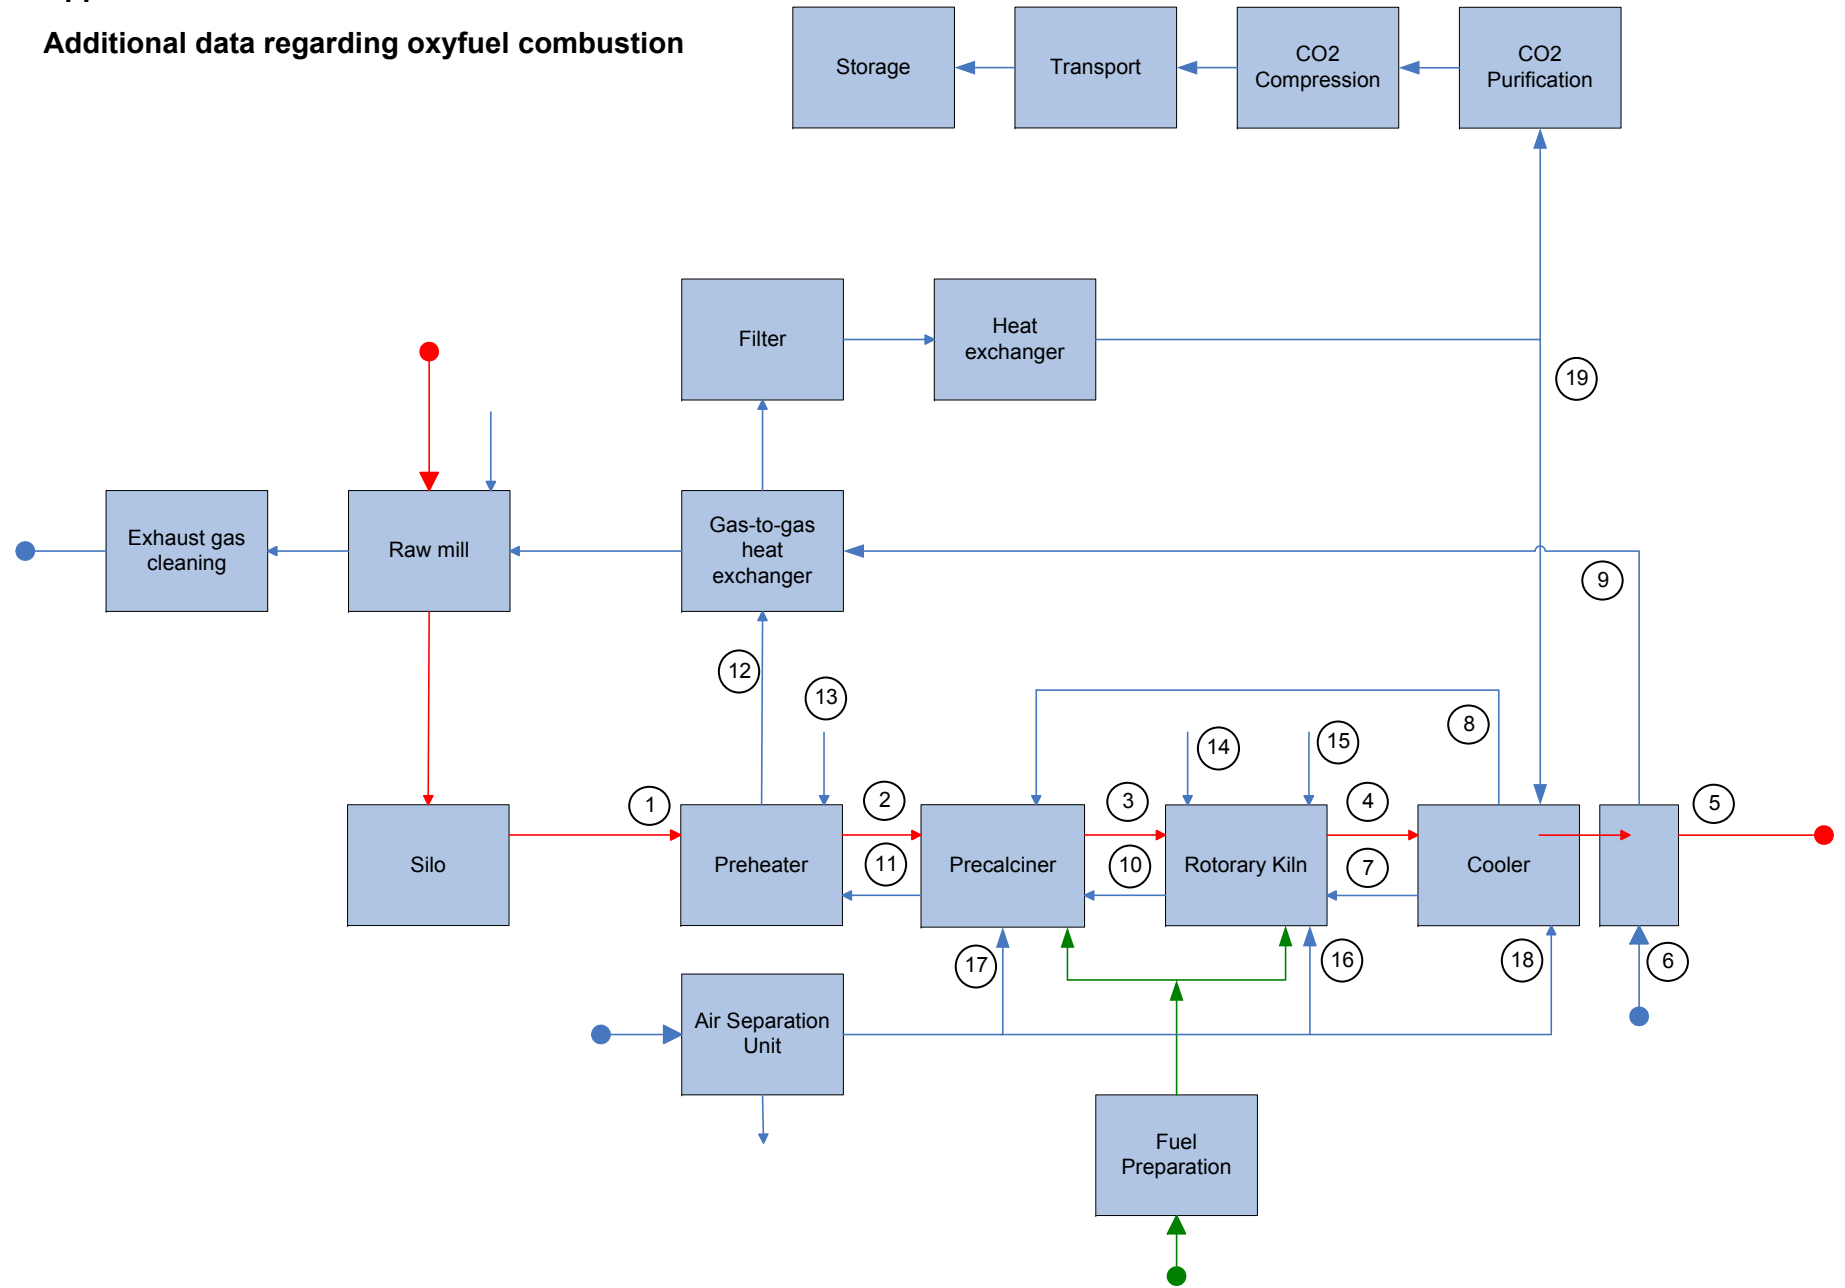 Additional data regarding oxyfuel combustion
Storage
Transport
CO2
Compression
CO2
Purification
Filter
Heat
exchanger
19
Exhaust gas
cleaning
Raw mill
Gas-to-gas
heat
exchanger
9
12
13
8
14
15
1
2
3
4
5
Silo
Preheater
11
Precalciner
10
Rotorary Kiln
7
Cooler
17
16
18
6
Air Separation
Unit
Fuel
Preparation